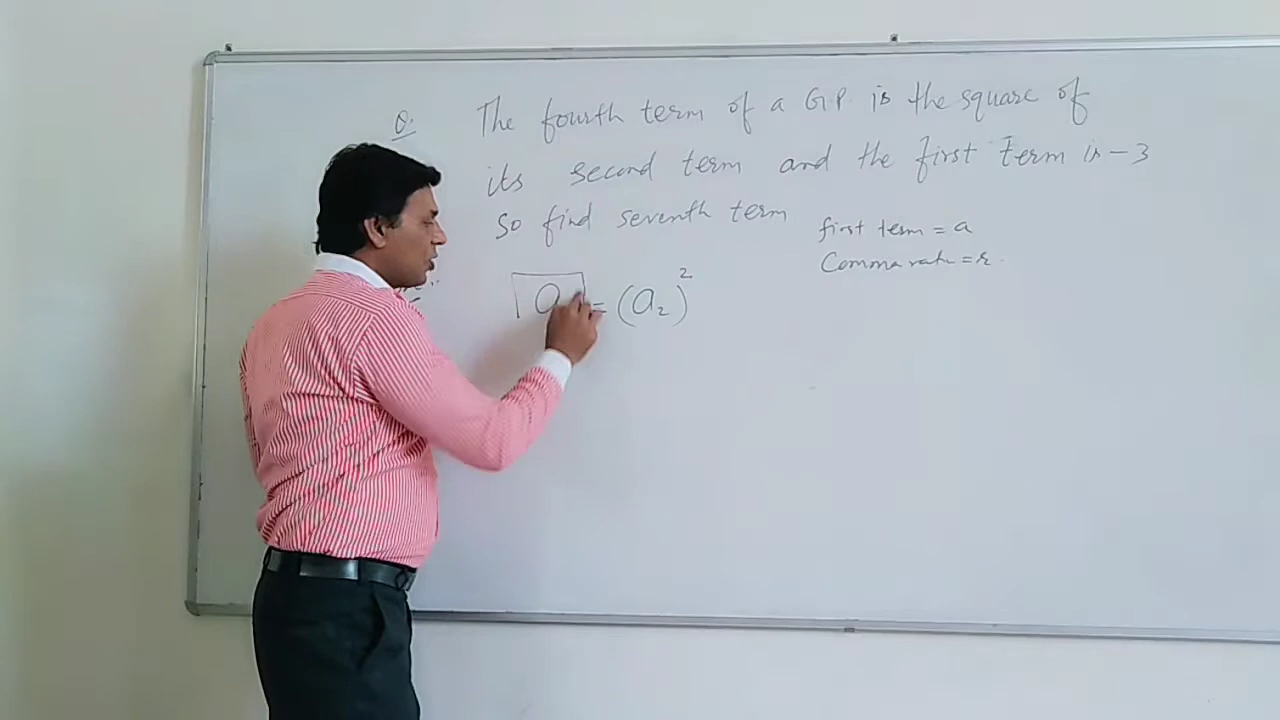 Q. The fourth term of a G.P. is the square of
its second term and the first term is -3
so find seventh term
first term = a
Comma ratio = r.
a = (a₂)²